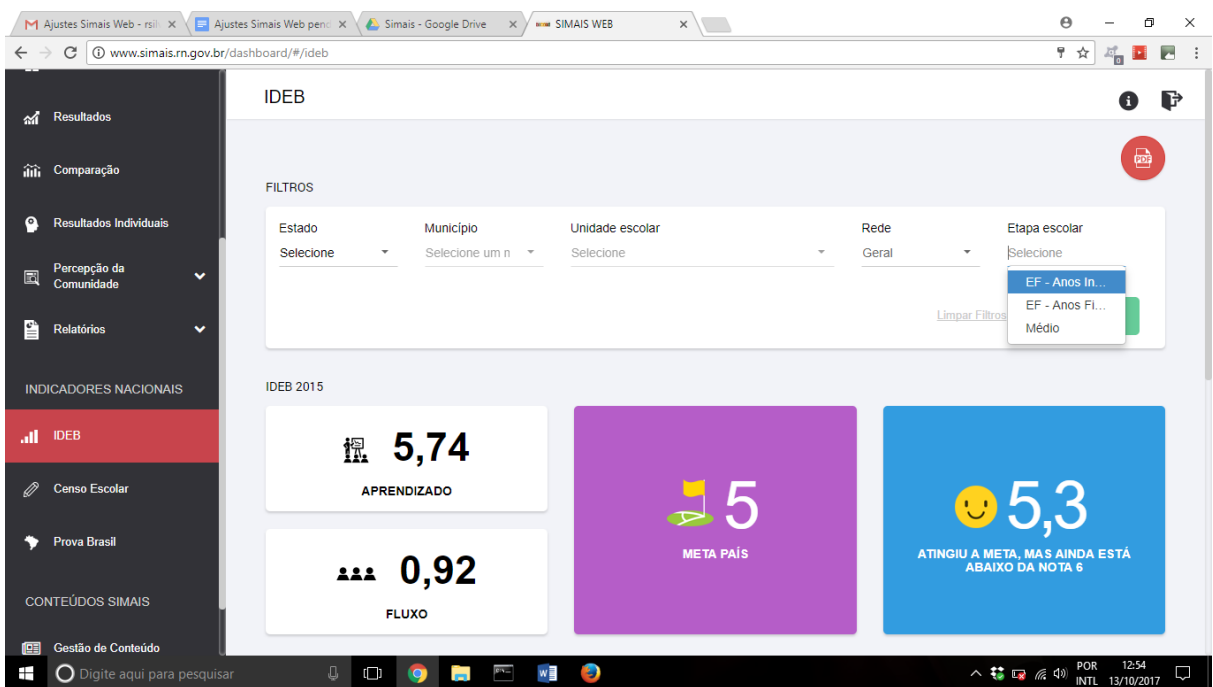 Ajustes Simais Web - rsil
Ajustes Simais Web pend
Simais - Google Drive
SIMAIS WEB
www.simais.rn.gov.br/dashboard/#/ideb
0
IDEB
Resultados
Comparação
Resultados Individuais
Percepção da
Comunidade
Relatórios
INDICADORES NACIONAIS
IDEB
Censo Escolar
Prova Brasil
CONTEÚDOS SIMAIS
Gestão de Conteúdo
PDF
FILTROS
Estado
Selecione
Município
Selecione um n
Unidade escolar
Selecione
Rede
Geral
Etapa escolar
Selecione
EF - Anos In...
EF - Anos Fi...
Médio
Limpar Filtros
IDEB 2015
5,74
APRENDIZADO
0,92
FLUXO
5
META PAÍS
5,3
ATINGIU A META, MAS AINDA ESTÁ
ABAIXO DA NOTA 6
Digite aqui para pesquisar
POR
INTL
12:54
13/10/2017